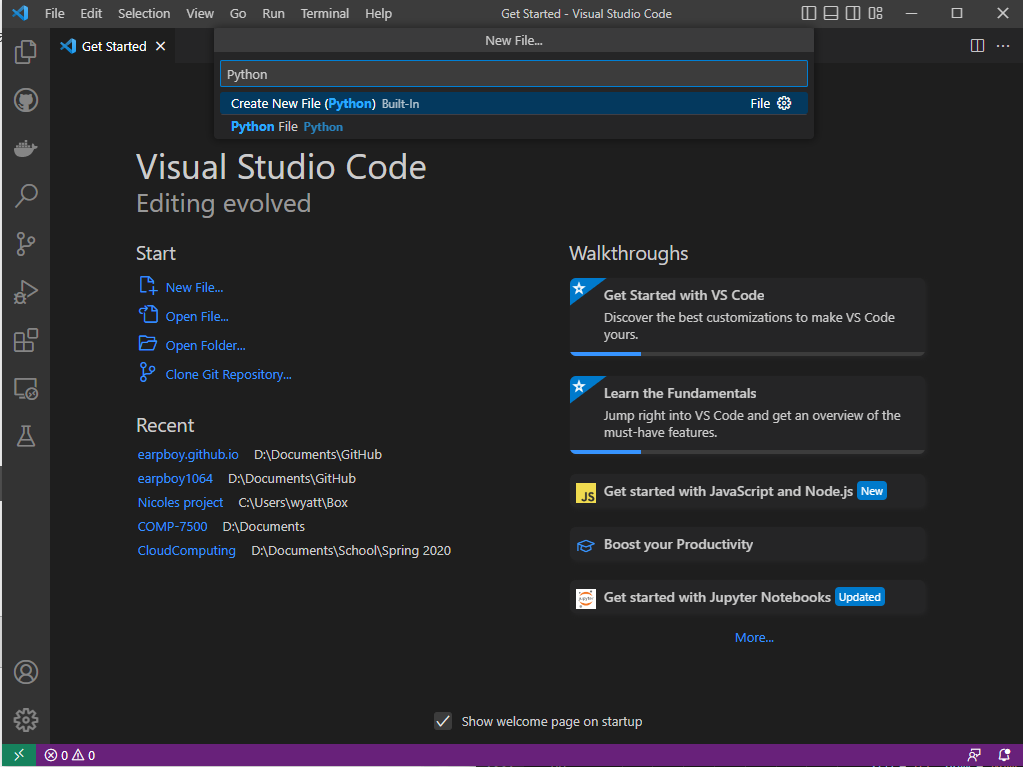 File Edit Selection View Go Run Terminal Help Get Started - Visual Studio Code
Get Started
New File...
Python
Create New File (Python) Built-In File
Python File Python
Visual Studio Code
Editing evolved
Start
New File...
Open File...
Open Folder...
Clone Git Repository...
Recent
earpboy.github.io D:\Documents\GitHub
earpboy1064 D:\Documents\GitHub
Nicoles project C:\Users\wyatt\Box
COMP-7500 D:\Documents
CloudComputing D:\Documents\School\Spring 2020
Walkthroughs
Get Started with VS Code
Discover the best customizations to make VS Code
yours.
Learn the Fundamentals
Jump right into VS Code and get an overview of the
must-have features.
JS Get started with JavaScript and Node.js New
Boost your Productivity
jupyter Get started with Jupyter Notebooks Updated
More...
Show welcome page on startup
0 0